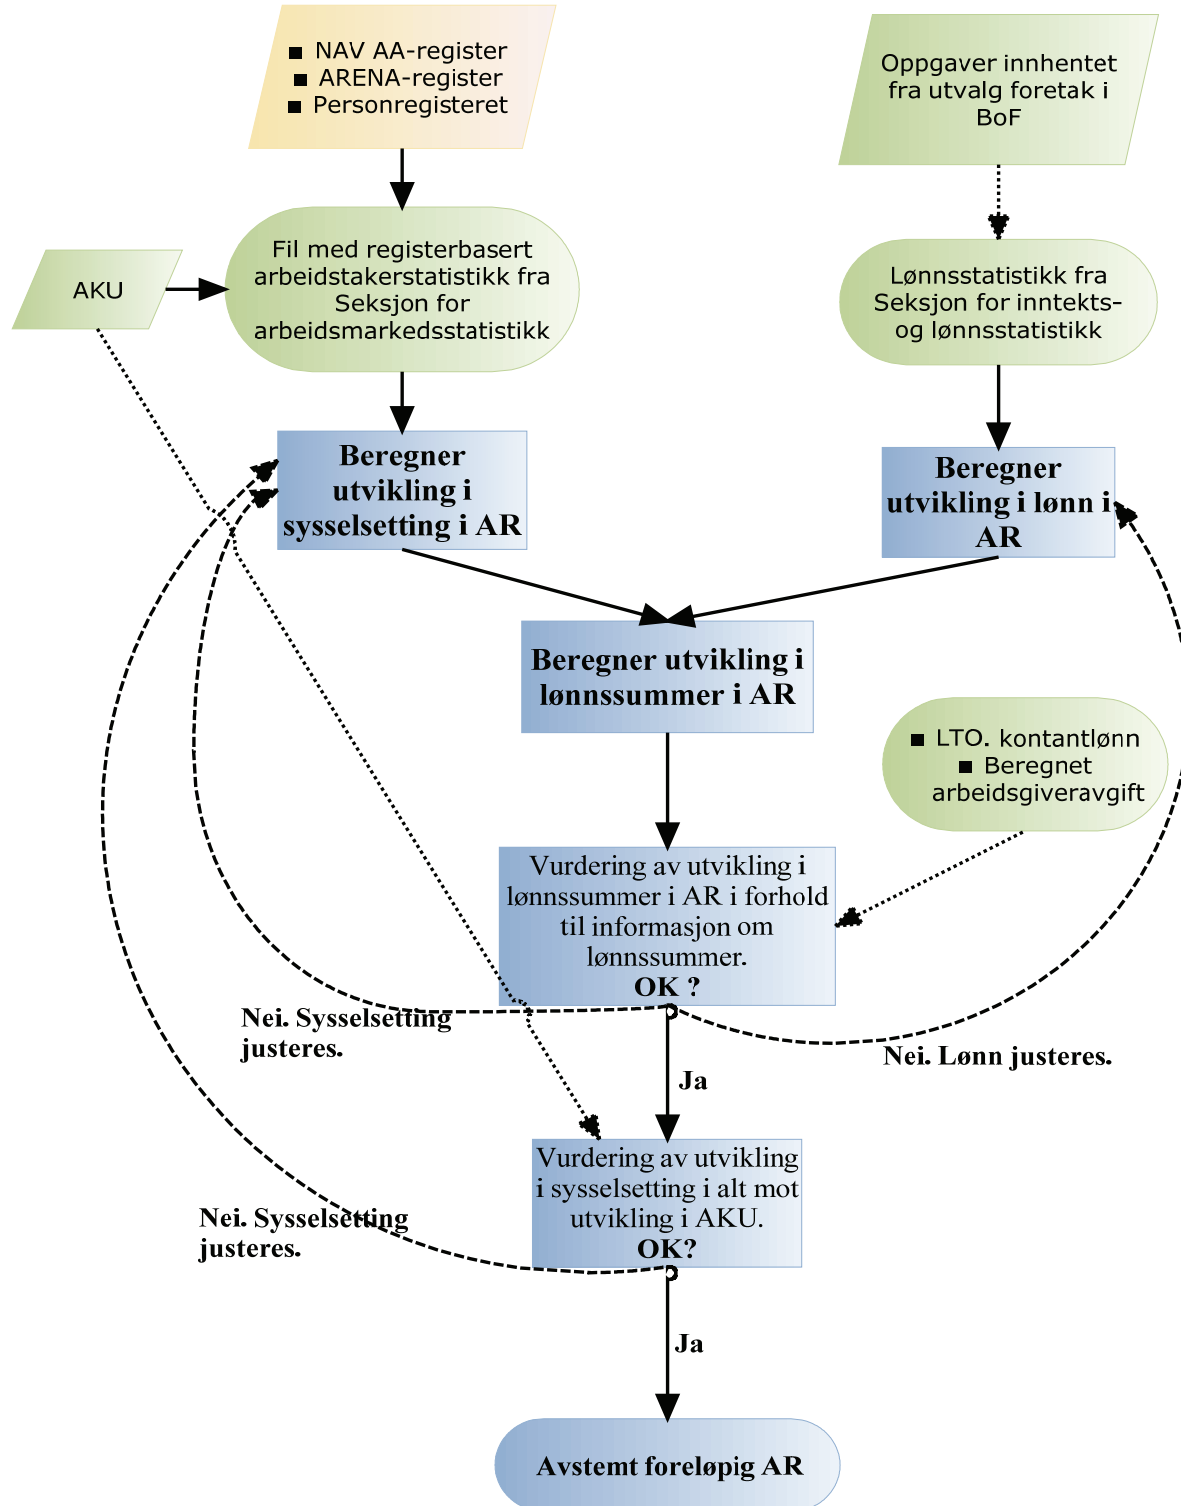 ■ NAV AA-register
■ ARENA-register
■ Personregisteret
Oppgaver innhentet
fra utvalg foretak i
BoF
AKU
Fil med registerbasert
arbeidstakerstatistikk fra
Seksjon for
arbeidsmarkedsstatistikk
Lønnsstatistikk fra
Seksjon for inntekts-
og lønnsstatistikk
Beregner
utvikling i
sysselsetting i AR
Beregner
utvikling i lønn i
AR
Beregner utvikling i
lønnssummer i AR
■ LTO. kontantlønn
■ Beregnet
arbeidsgiveravgift
Vurdering av utvikling i
lønnssummer i AR i forhold
til informasjon om
lønnssummer.
OK ?
Nei. Sysselsetting
justeres.
Nei. Lønn justeres.
Ja
Vurdering av utvikling
i sysselsetting i alt mot
utvikling i AKU.
OK?
Nei. Sysselsetting
justeres.
Ja
Avstemt foreløpig AR